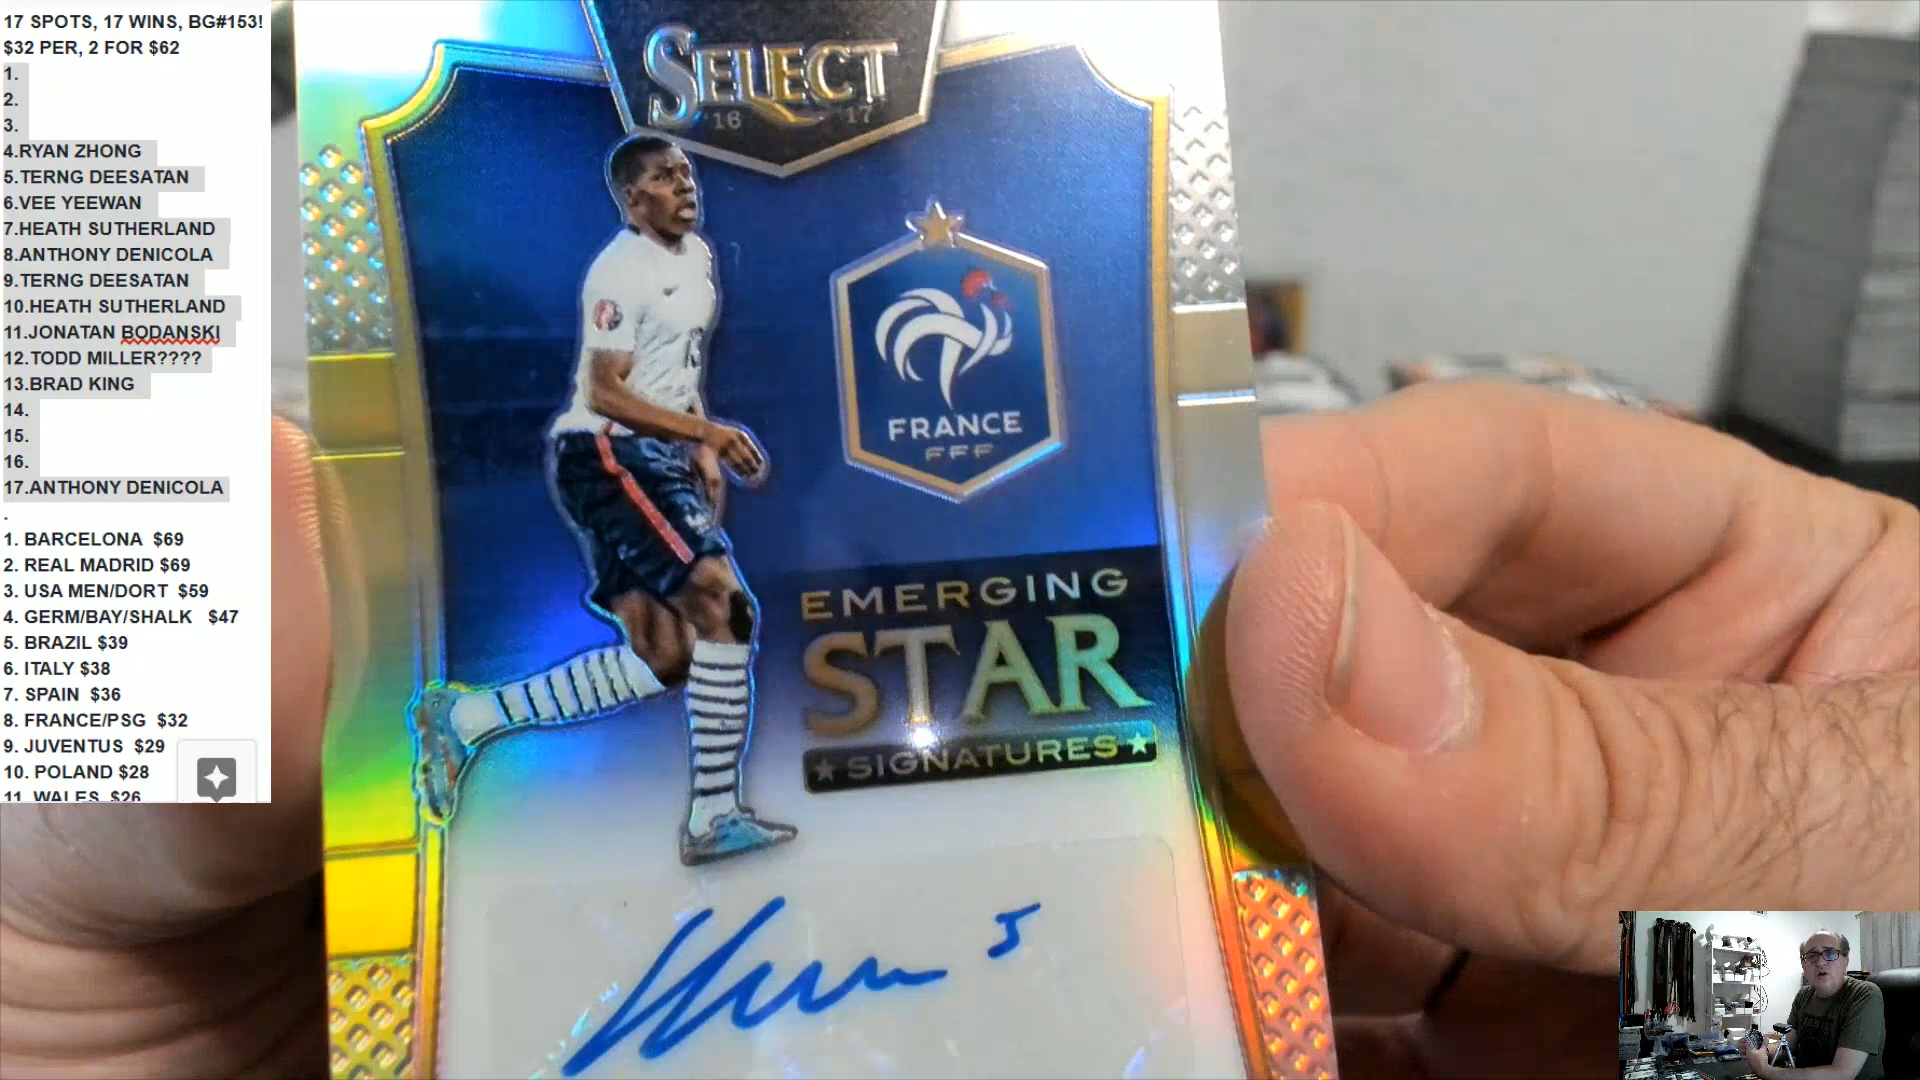 17 SPOTS, 17 WINS, BG#153!
$32 PER, 2 FOR $62
1.
2.
3.
4.RYAN ZHONG
5.TERNG DEESATAN
6.VEE YEEWAN
7.HEATH SUTHERLAND
8.ANTHONY DENICOLA
9.TERNG DEESATAN
10.HEATH SUTHERLAND
11.JONATAN BODANSKI
12.TODD MILLER????
13.BRAD KING
14.
15.
16.
17.ANTHONY DENICOLA
.
1. BARCELONA $69
2. REAL MADRID $69
3. USA MEN/DORT $59
4. GERM/BAY/SHALK $47
5. BRAZIL $39
6. ITALY $38
7. SPAIN $36
8. FRANCE/PSG $32
9. JUVENTUS $29
10. POLAND $28
11. WALES $26
SELECT
16 17
FRANCE
FFF
EMERGING
STAR
★ SIGNATURES ★
5